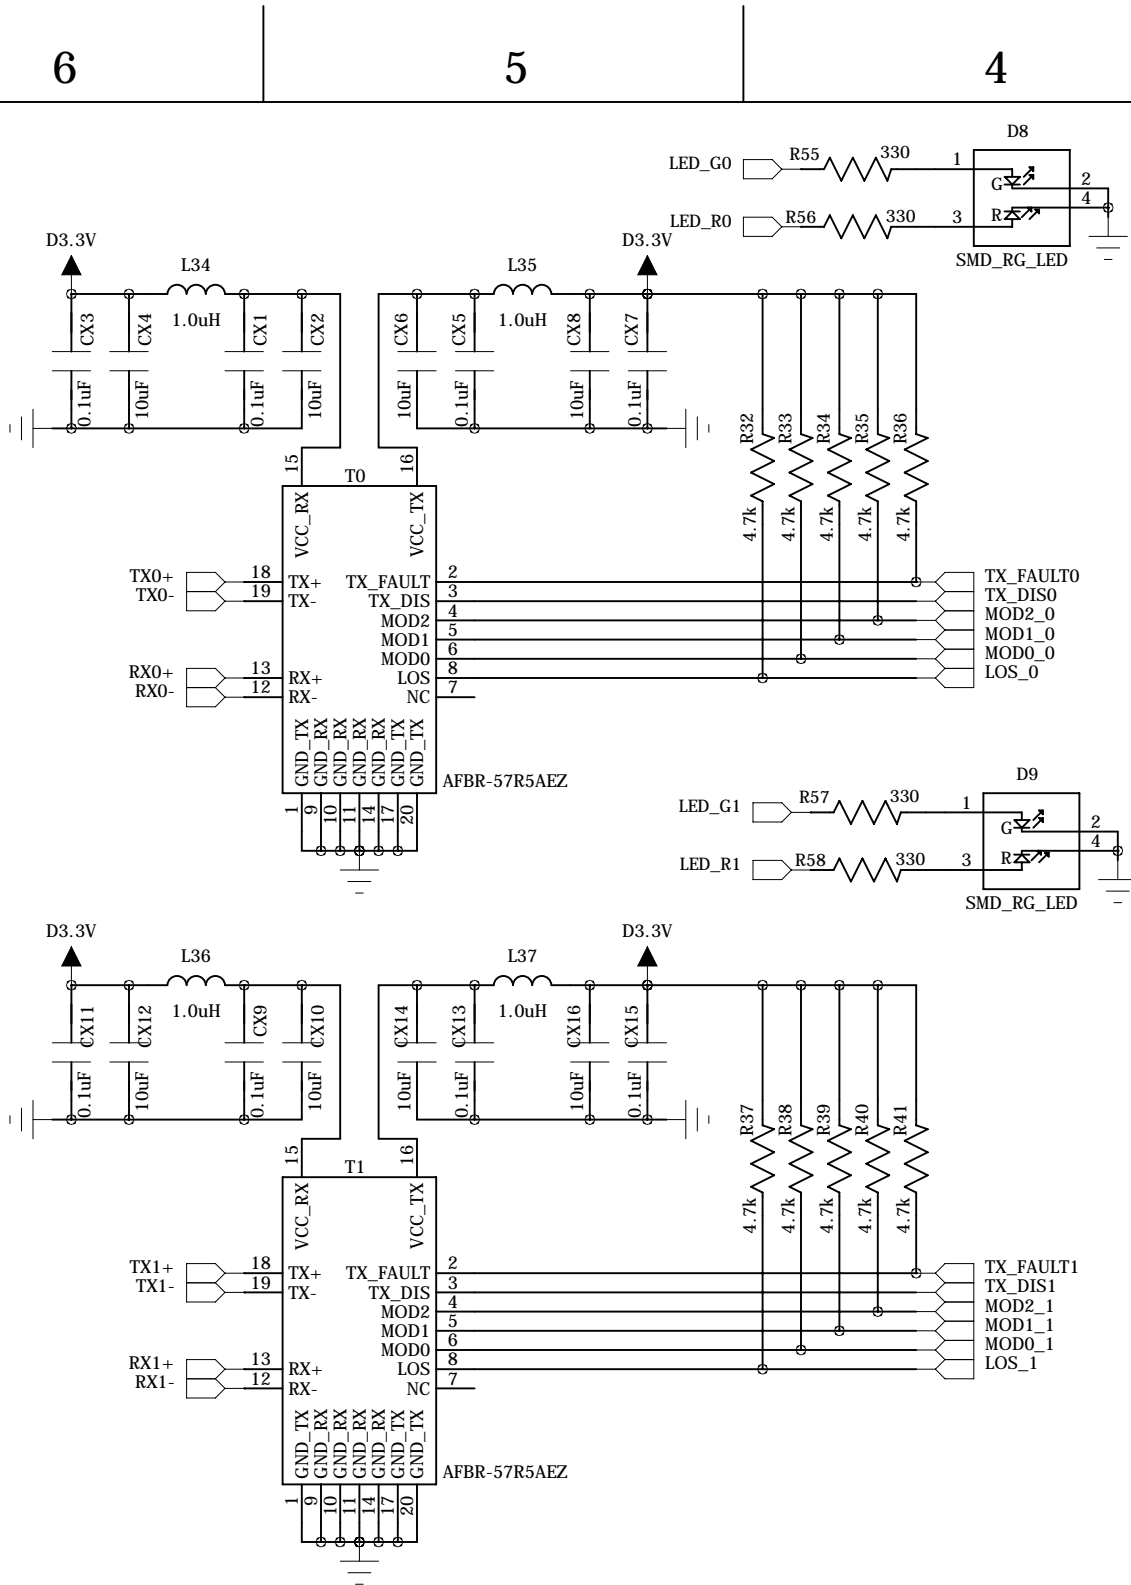 6
5
4
D8
LED_G0
R55
330
1
G
2
4
LED_R0
R56
330
3
R
SMD_RG_LED
D3.3V
L34
1.0uH
L35
1.0uH
D3.3V
CX3
CX4
CX1
CX2
CX6
CX5
CX8
CX7
0.1uF
10uF
0.1uF
10uF
10uF
0.1uF
10uF
0.1uF
R32
R33
R34
R35
R36
4.7k
4.7k
4.7k
4.7k
4.7k
15
T0
16
VCC_RX
VCC_TX
TX0+
18
TX+
TX_FAULT
2
TX_FAULT0
TX0-
19
TX-
TX_DIS
3
TX_DIS0
MOD2
4
MOD2_0
MOD1
5
MOD1_0
MOD0
6
MOD0_0
RX0+
13
RX+
LOS
8
LOS_0
RX0-
12
RX-
NC
7
GND_TX
GND_RX
GND_RX
GND_RX
GND_RX
GND_TX
GND_TX
AFBR-57R5AEZ
1
9
10
11
14
17
20
D9
LED_G1
R57
330
1
G
2
4
LED_R1
R58
330
3
R
SMD_RG_LED
D3.3V
L36
1.0uH
L37
1.0uH
D3.3V
CX11
CX12
CX9
CX10
CX14
CX13
CX16
CX15
0.1uF
10uF
0.1uF
10uF
10uF
0.1uF
10uF
0.1uF
R37
R38
R39
R40
R41
4.7k
4.7k
4.7k
4.7k
4.7k
15
T1
16
VCC_RX
VCC_TX
TX1+
18
TX+
TX_FAULT
2
TX_FAULT1
TX1-
19
TX-
TX_DIS
3
TX_DIS1
MOD2
4
MOD2_1
MOD1
5
MOD1_1
MOD0
6
MOD0_1
RX1+
13
RX+
LOS
8
LOS_1
RX1-
12
RX-
NC
7
GND_TX
GND_RX
GND_RX
GND_RX
GND_RX
GND_TX
GND_TX
AFBR-57R5AEZ
1
9
10
11
14
17
20